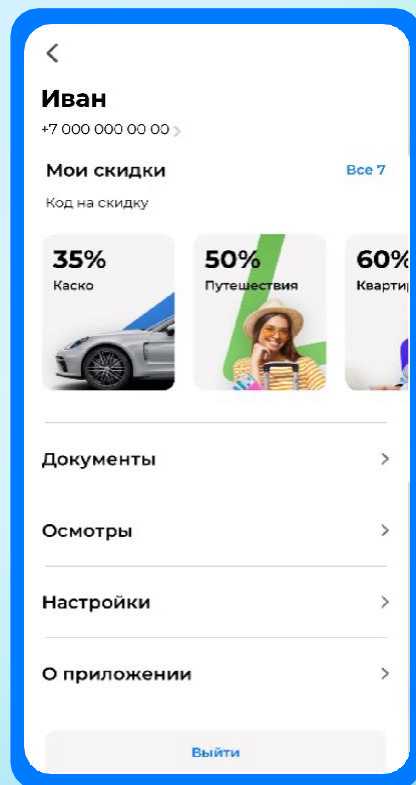 Иван
+7 000 000 00 00
Мои скидки
Все 7
Код на скидку
35%
Каско
50%
Путешествия
60%
Документы
Осмотры
Настройки
О приложении
Выйти